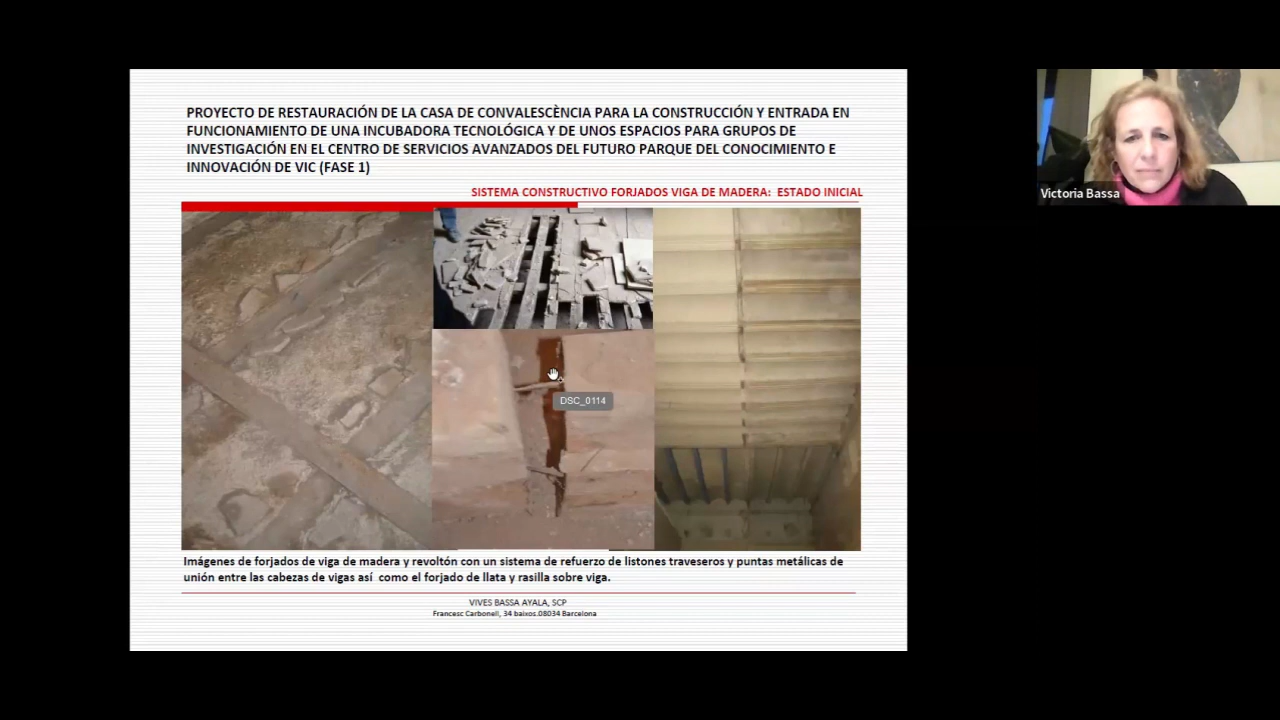 PROYECTO DE RESTAURACIÓN DE LA CASA DE CONVALESCÈNCIA PARA LA CONSTRUCCIÓN Y ENTRADA EN
FUNCIONAMIENTO DE UNA INCUBADORA TECNOLÓGICA Y DE UNOS ESPACIOS PARA GRUPOS DE
INVESTIGACIÓN EN EL CENTRO DE SERVICIOS AVANZADOS DEL FUTURO PARQUE DEL CONOCIMIENTO E
INNOVACIÓN DE VIC (FASE 1)
SISTEMA CONSTRUCTIVO FORJADOS VIGA DE MADERA: ESTADO INICIAL
Victoria Bassa
DSC_0114
Imágenes de forjados de viga de madera y revoltón con un sistema de refuerzo de listones traveseros y puntas metálicas de
unión entre las cabezas de vigas así como el forjado de llata y rasilla sobre viga.
VIVES BASSA AYALA, SCP
Francesc Carbonell, 34 baixos.08034 Barcelona